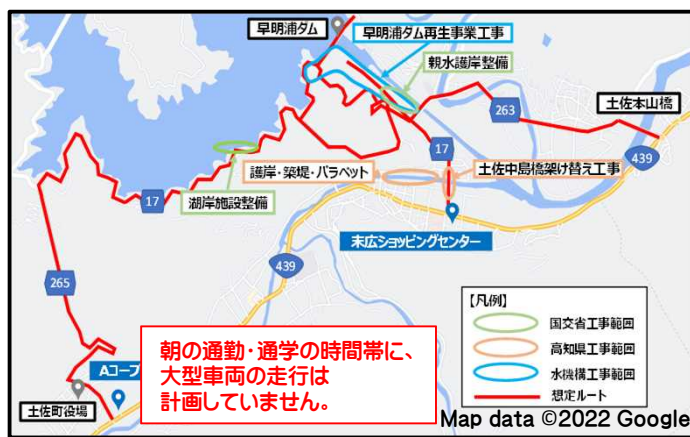 早明浦ダム
早明浦ダム再生事業工事
親水護岸整備
263
土佐本山橋
17
439
護岸・築堤・パラペット
土佐中島橋架け替え工事
17
湖岸施設整備
末広ショッピングセンター
439
265
【凡例】
国交省工事範囲
高知県工事範囲
水機構工事範囲
想定ルート
朝の通勤・通学の時間帯に、
大型車両の走行は
計画していません。
Aコープ
土佐町役場
Map data ©2022 Google